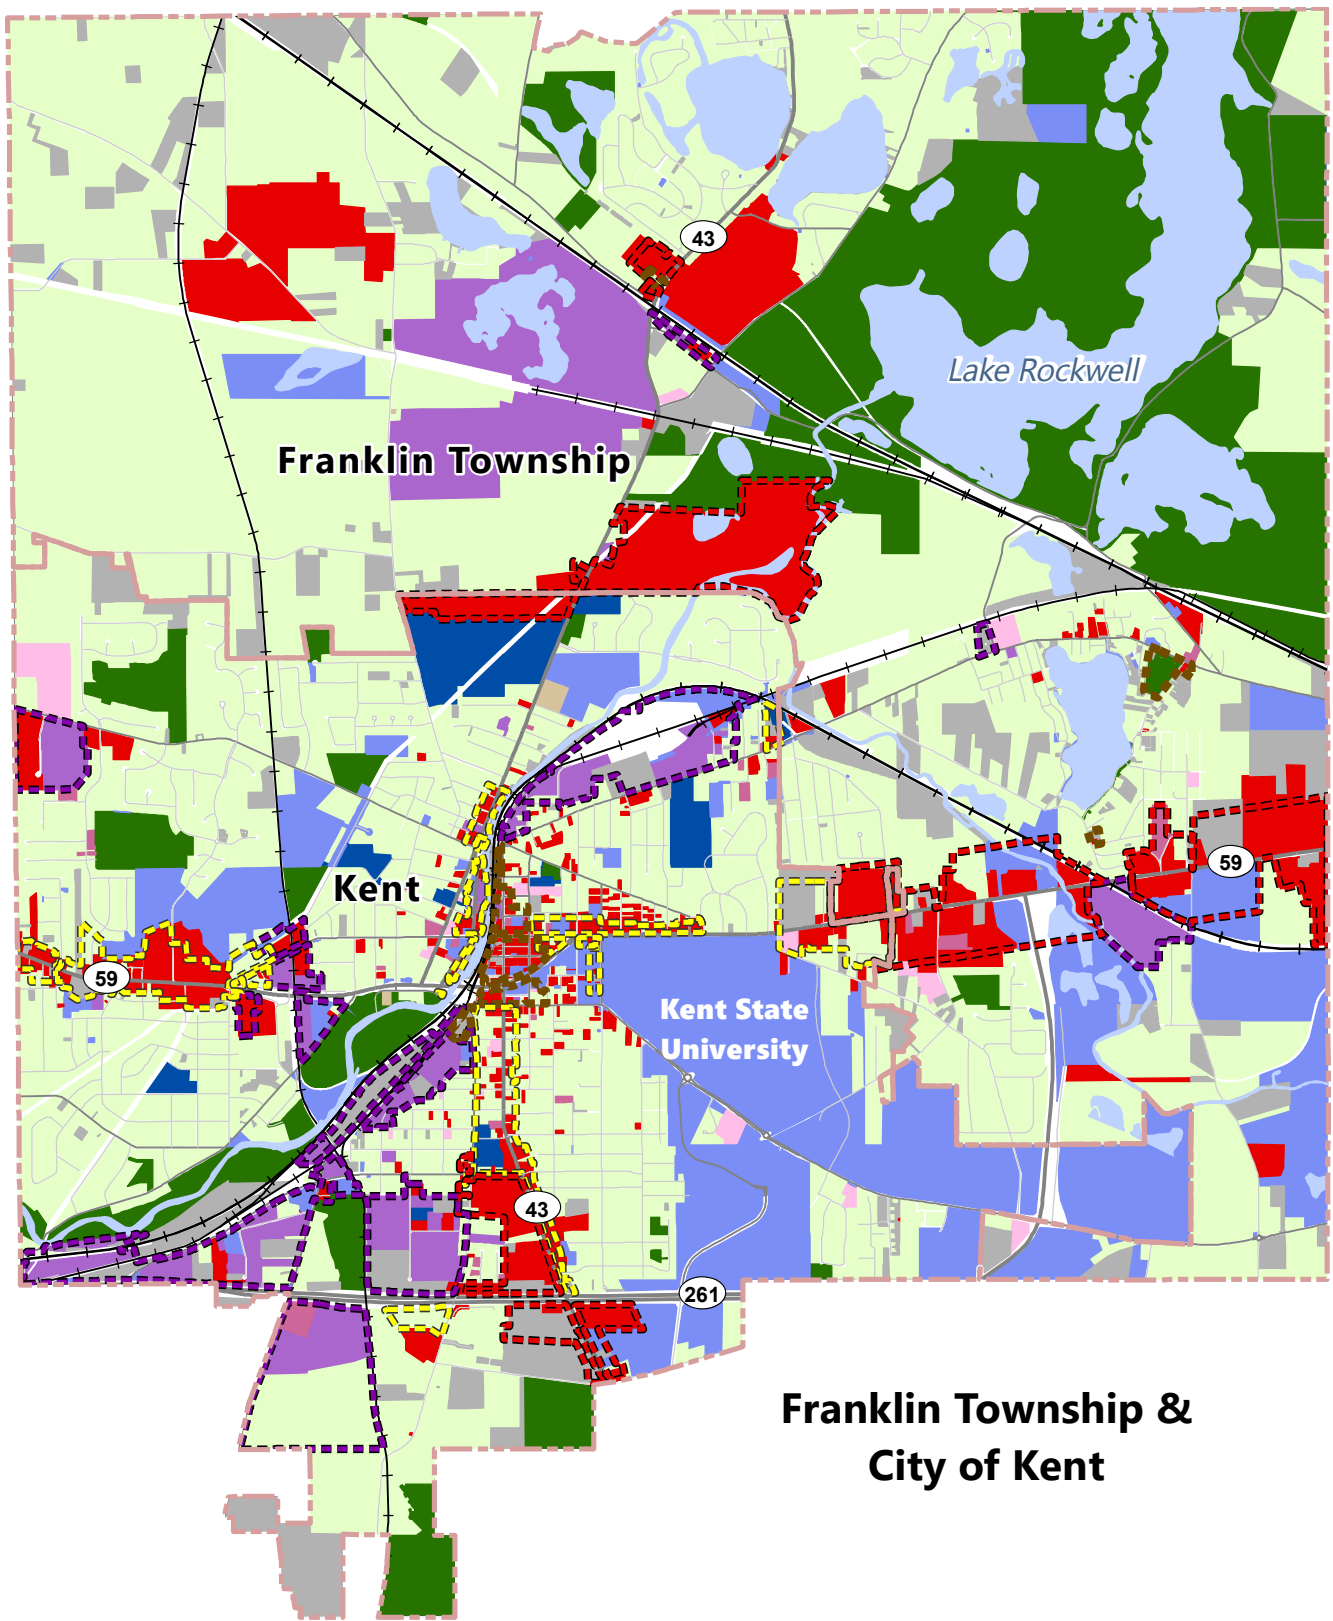 43
Lake Rockwell
Franklin Township
59
Kent
59
Kent State
University
43
261
Franklin Township &
City of Kent